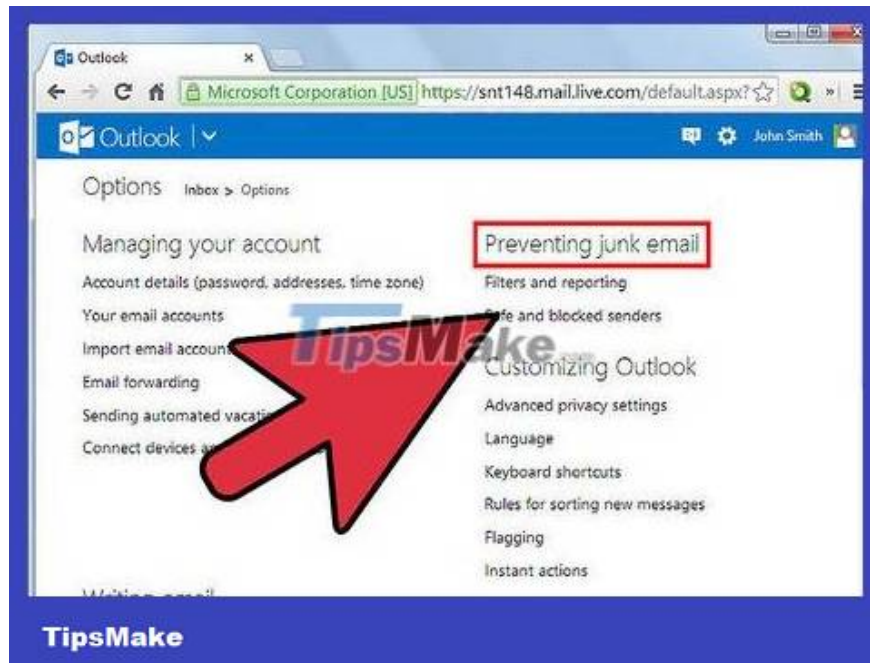 Outlook
Microsoft Corporation [US] https://snt148.mail.live.com/default.aspx?
Outlook
John Smith
Options Inbox > Options
Managing your account
Account details (password, addresses, time zone)
Your email accounts
Import email
Email forwarding
Sending automated
Connect devices
Preventing junk email
Filters and reporting
and blocked senders
Customizing Outlook
Advanced privacy settings
Language
Keyboard shortcuts
Rules for sorting new messages
Flagging
Instant actions
TipsMake
TipsMake